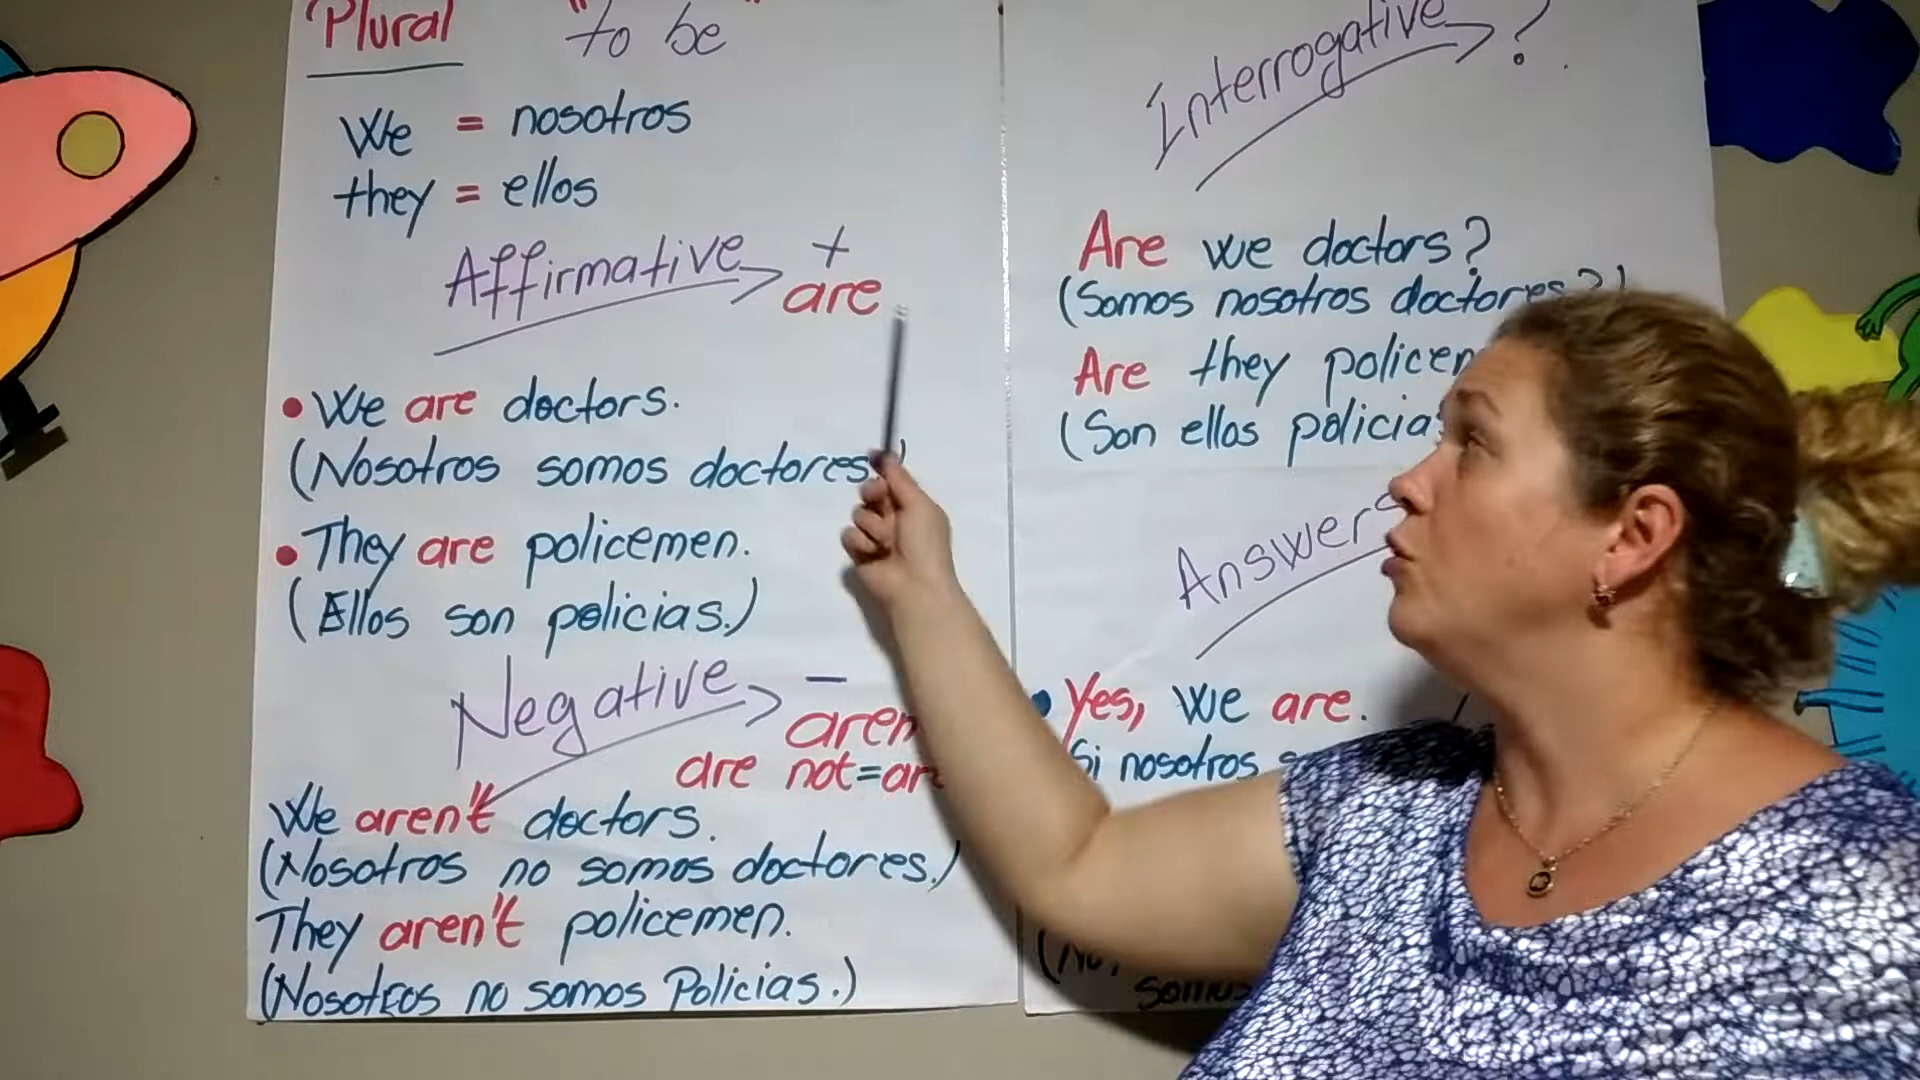 Plural "to be"
We = nosotros
they = ellos
Affirmative → +
are
• We are doctors.
(Nosotros somos doctores.)
• They are policemen.
(Ellos son policias.)
Negative → -
are not =
We aren't doctors.
(Nosotros no somos doctores.)
They aren't policemen.
(Nosotros no somos Policias.)
Interrogative → ?
Are we doctors?
(Somos nosotros doctores?)
Are they
(Son ellos
Answers
• Yes, we are.
Si nosotros